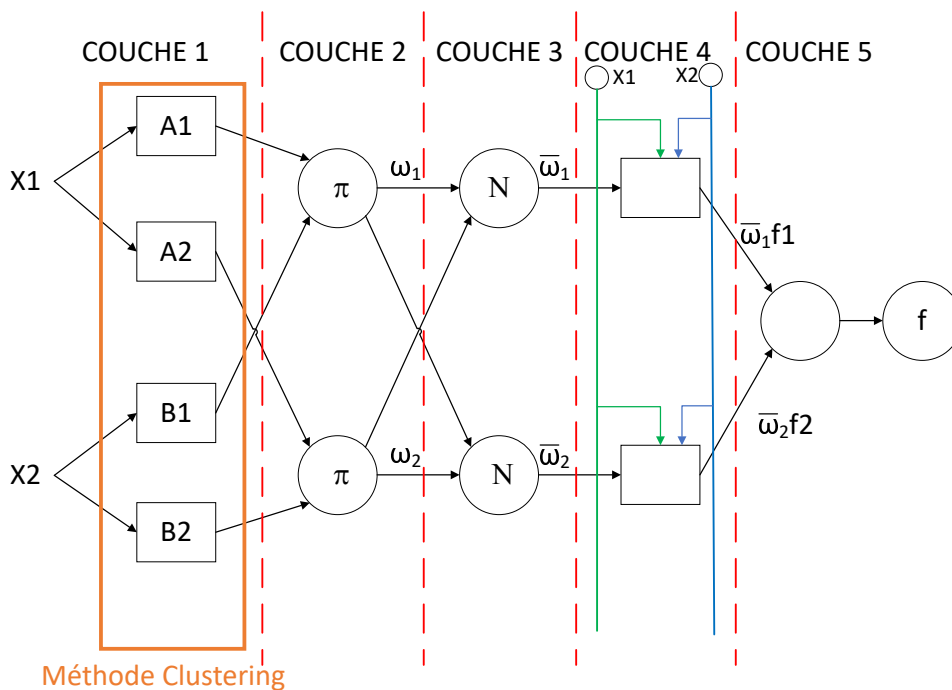 COUCHE 1
COUCHE 2
COUCHE 3
COUCHE 4
COUCHE 5
X1
X2
A1
X1
A2
B1
X2
B2
π
ω₁
N
ω̅₁
π
ω₂
N
ω̅₂
ω̅₁f1
ω̅₂f2
f
Méthode Clustering